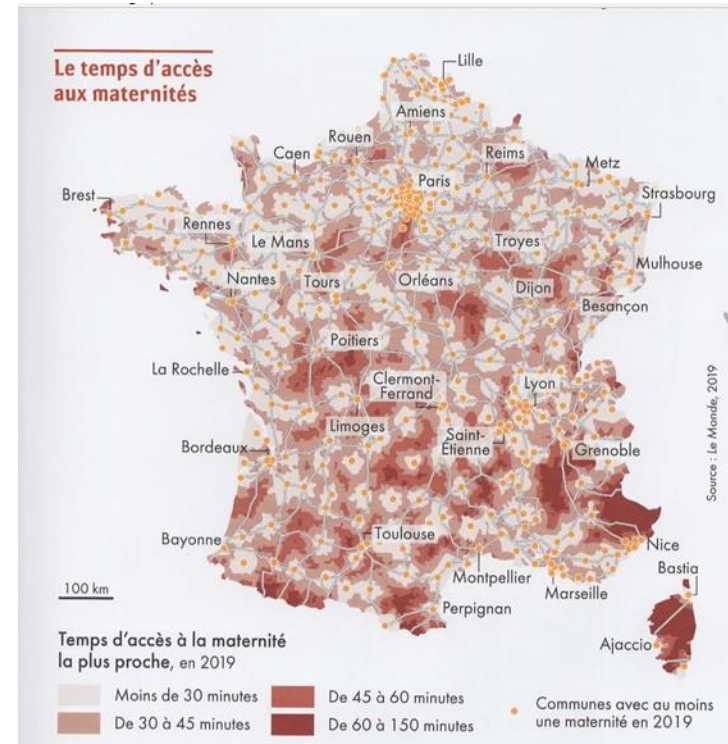 Le temps d'accès
aux maternités
Lille
Amiens
Rouen
Caen
Reims
Metz
Paris
Strasbourg
Brest
Rennes
Le Mans
Troyes
Mulhouse
Nantes
Tours
Orléans
Dijon
Besançon
Poitiers
La Rochelle
Clermont-
Ferrand
Lyon
Limoges
Saint-
Étienne
Grenoble
Bordeaux
Source : Le Monde, 2019
Bayonne
Toulouse
Nice
Montpellier
Marseille
Bastia
100 km
Perpignan
Ajaccio
Temps d'accès à la maternité
la plus proche, en 2019
Moins de 30 minutes
De 45 à 60 minutes
De 30 à 45 minutes
De 60 à 150 minutes
Communes avec au moins
une maternité en 2019